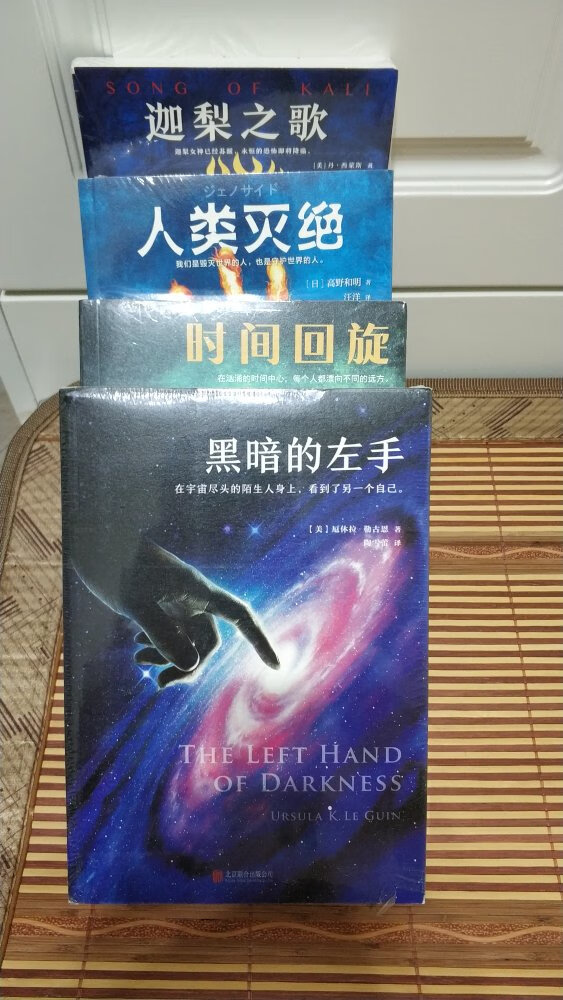 SONG OF KALI
迦梨之歌
迦梨女神已经苏醒，永恒的恐怖即将降临。
[美]丹·西蒙斯 著
ジェノサイド
人类灭绝
我们是毁灭世界的人，也是守护世界的人。
[日]高野和明 著
汪洋 译
时间回旋
在汹涌的时间中心，每个人都漂向不同的远方。
黑暗的左手
在宇宙尽头的陌生人身上，看到了另一个自己。
[美]厄休拉·勒古恩 著
陶雪蕾 译
THE LEFT HAND
OF DARKNESS
URSULA K. LE GUIN
北京联合出版公司